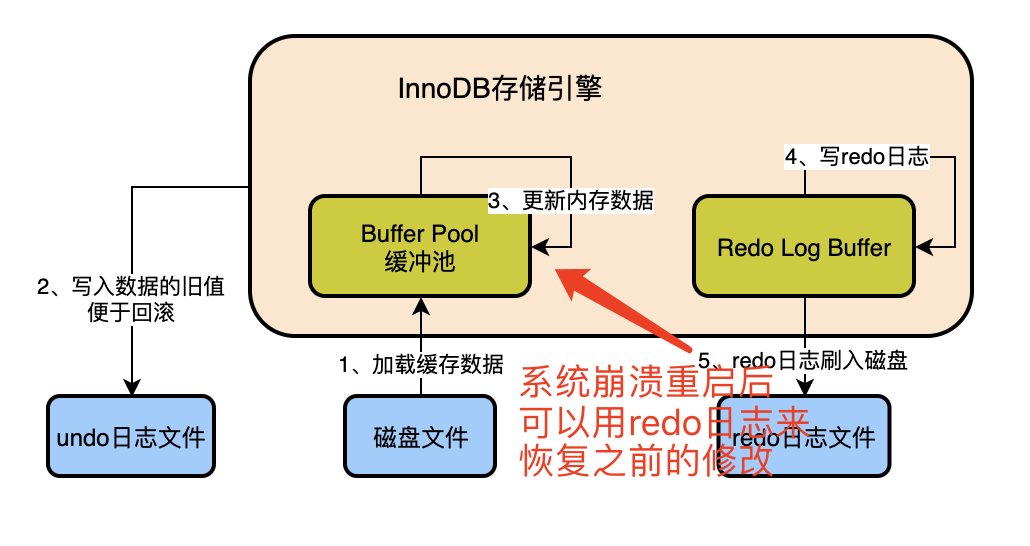 InnoDB存储引擎
4、写redo日志
3、更新内存数据
Buffer Pool
缓冲池
Redo Log Buffer
2、写入数据的旧值
便于回滚
1、加载缓存数据
5、redo日志刷入磁盘
系统崩溃重启后
可以用redo日志来
恢复之前的修改
undo日志文件
磁盘文件
redo日志文件